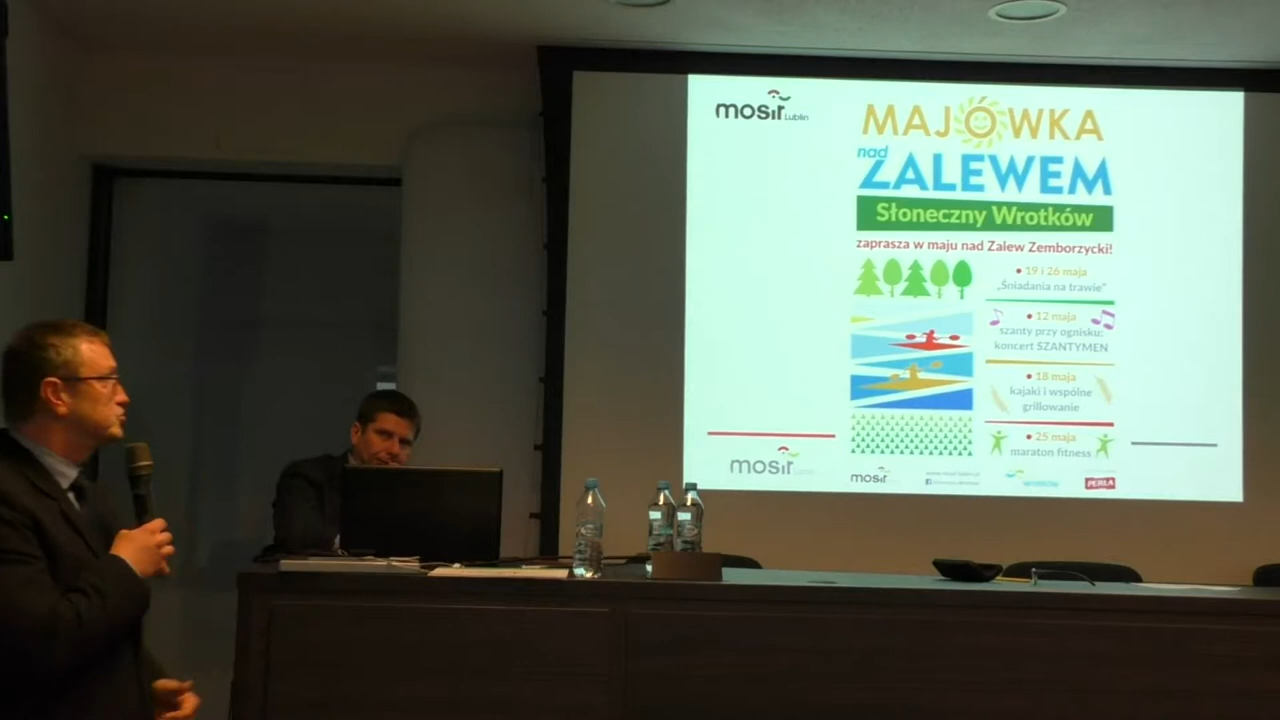 mosir Lublin
MAJÓWKA
nad
ZALEWEM
Słoneczny Wrotków
zaprasza w maju nad Zalew Zemborzycki!
• 19 i 26 maja
„Śniadania na trawie”
• 12 maja
szanty przy ognisku:
koncert SZANTYMEN
• 18 maja
kajaki i wspólne
grillowanie
• 25 maja
maraton fitness
mosir
mosir
PERŁA